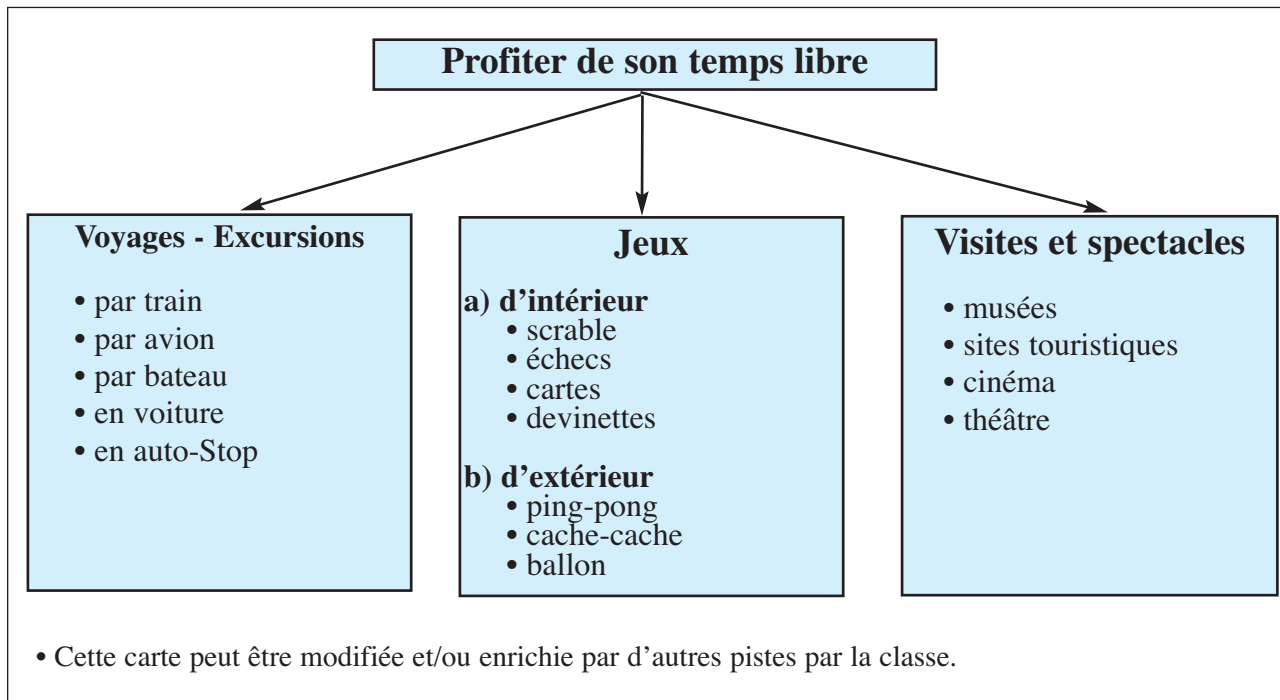 Profiter de son temps libre
Voyages - Excursions
• par train
• par avion
• par bateau
• en voiture
• en auto-Stop
Jeux
a) d’intérieur
• scrable
• échecs
• cartes
• devinettes
b) d’extérieur
• ping-pong
• cache-cache
• ballon
Visites et spectacles
• musées
• sites touristiques
• cinéma
• théâtre
• Cette carte peut être modifiée et/ou enrichie par d’autres pistes par la classe.